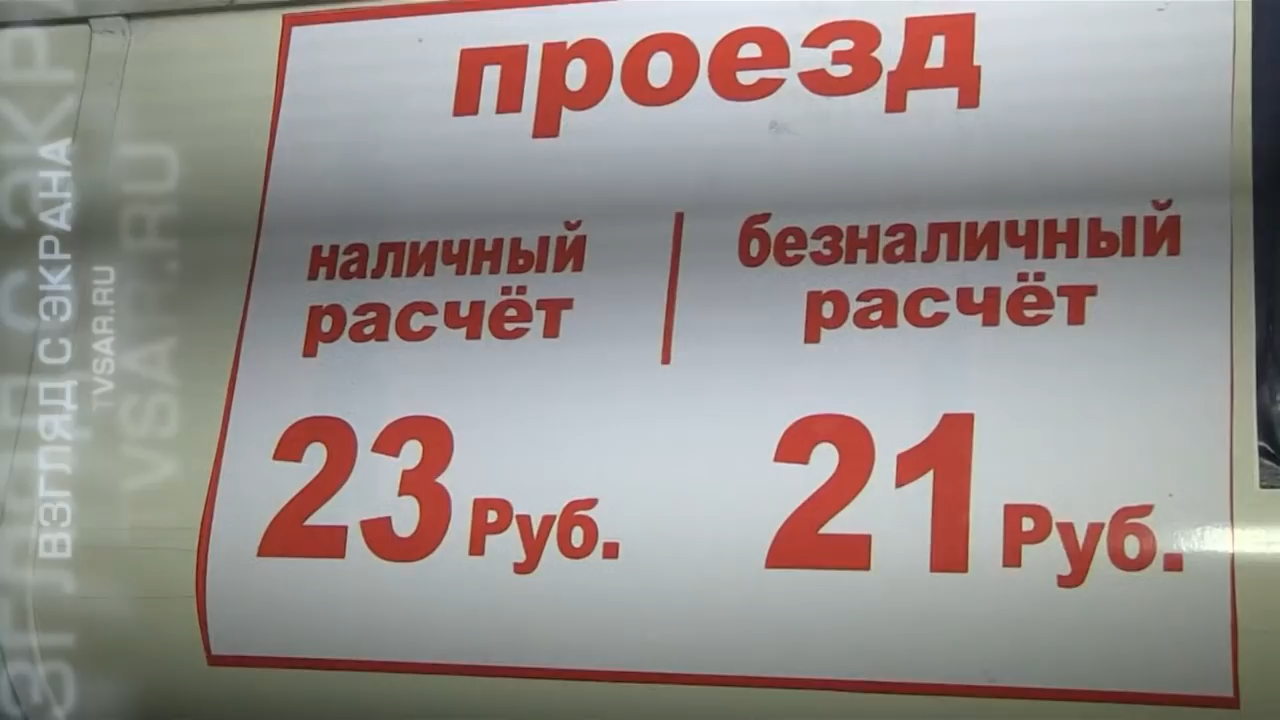 проезд
наличный
расчёт
23 Руб.
безналичный
расчёт
21 Руб.
ВЗГЛЯД С ЭКРАНА
TVSAR.RU